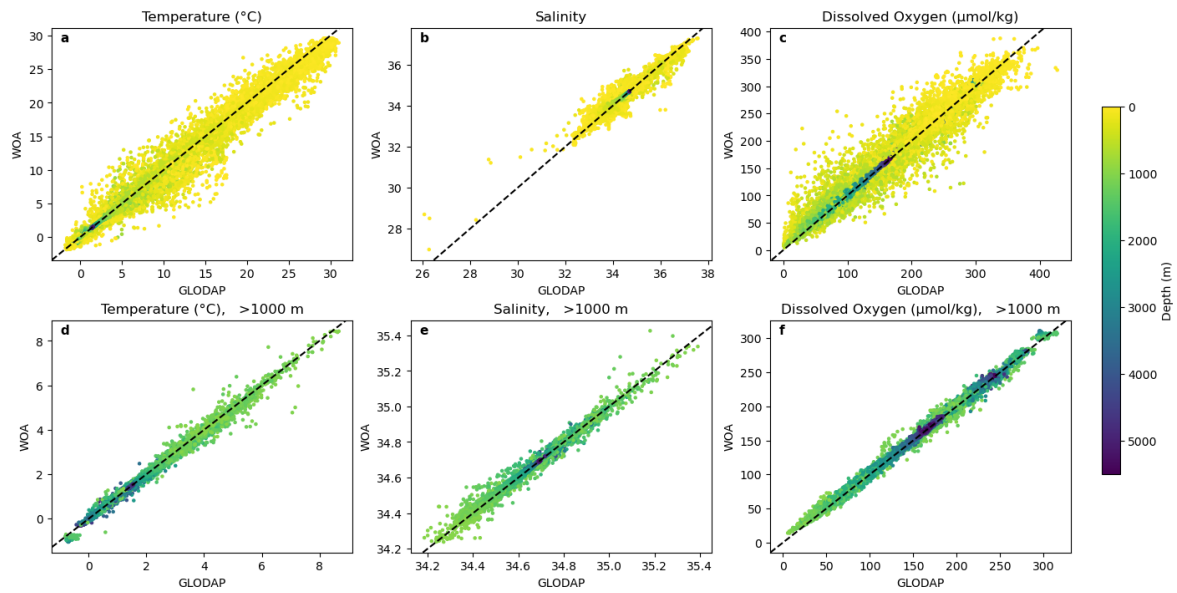 Temperature (°C)
a
WOA
30
25
20
15
10
5
0
0 5 10 15 20 25 30
GLODAP
Salinity
b
WOA
36
34
32
30
28
26 28 30 32 34 36 38
GLODAP
Dissolved Oxygen (μmol/kg)
c
WOA
400
350
300
250
200
150
100
50
0
0 100 200 300 400
GLODAP
Temperature (°C), >1000 m
d
WOA
8
6
4
2
0
0 2 4 6 8
GLODAP
Salinity, >1000 m
e
WOA
35.4
35.2
35.0
34.8
34.6
34.4
34.2
34.2 34.4 34.6 34.8 35.0 35.2 35.4
GLODAP
Dissolved Oxygen (μmol/kg), >1000 m
f
WOA
300
250
200
150
100
50
0
0 50 100 150 200 250 300
GLODAP
0
1000
2000
3000
4000
5000
Depth (m)